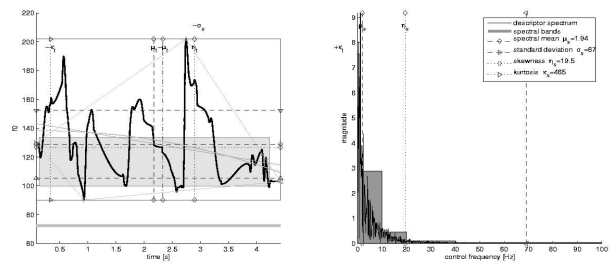 220
200
180
160
140
120
100
80
60
f0
0.5 1 1.5 2 2.5 3 3.5 4
time [s]
9
8
7
6
5
4
3
2
1
0
magnitude
0 10 20 30 40 50 60 70 80 90 100
control frequency [Hz]
descriptor spectrum
spectral bands
spectral mean μs=1.94
standard deviation σs=67
skewness ηs=19.5
kurtosis κs=465